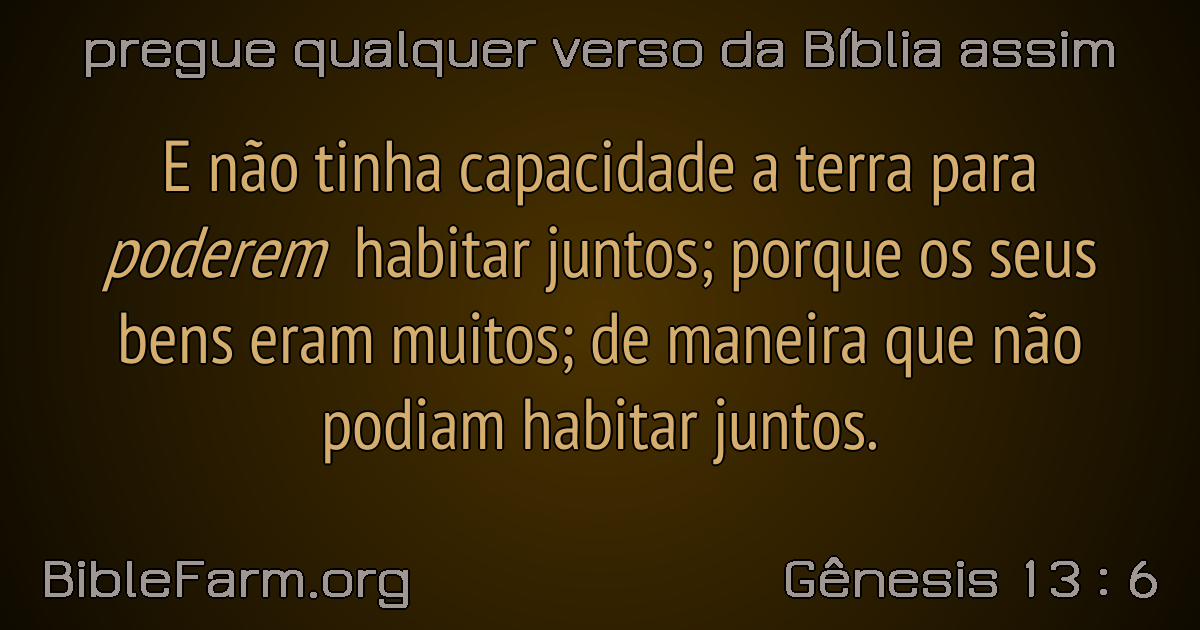 pregue qualquer verso da Bíblia assim
E não tinha capacidade a terra para
poderem habitar juntos; porque os seus
bens eram muitos; de maneira que não
podiam habitar juntos.
BibleFarm.org
Gênesis 13 : 6